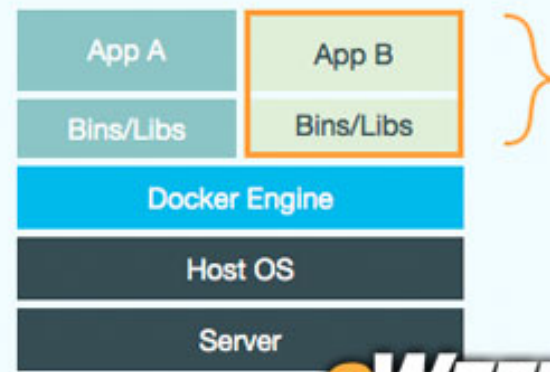 App A App B
Bins/Libs Bins/Libs
Docker Engine
Host OS
Server